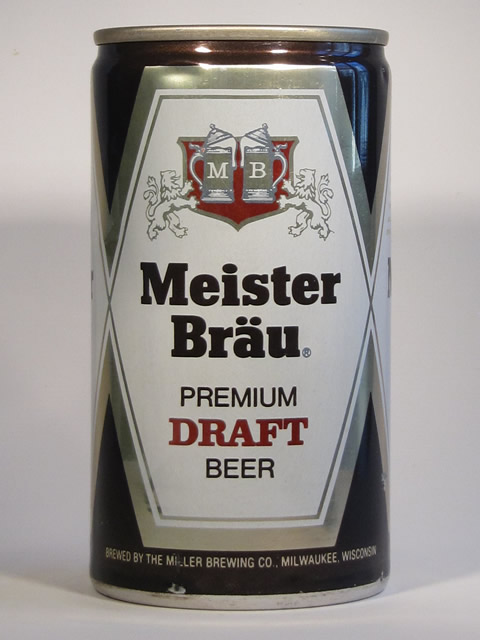 M B
Meister
Bräu®
PREMIUM
DRAFT
BEER
BREWED BY THE MILLER BREWING CO., MILWAUKEE, WISCONSIN